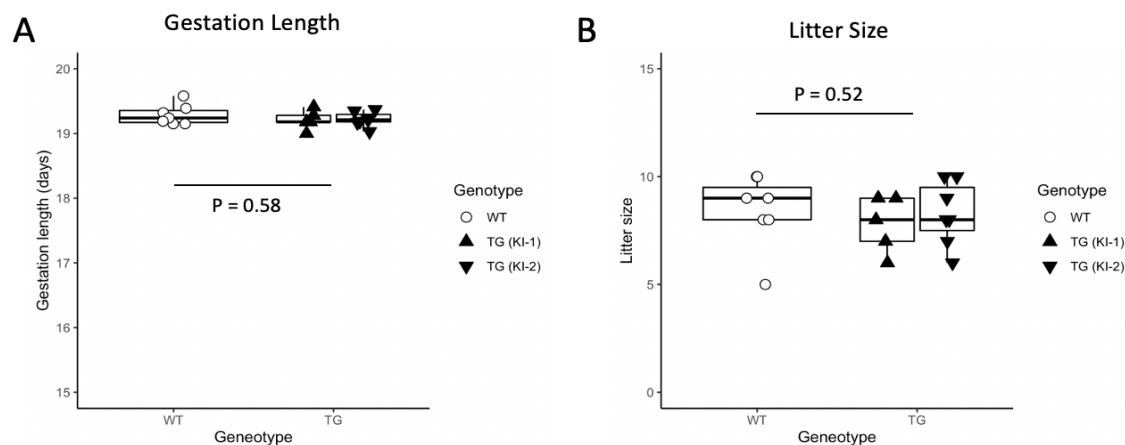 A
Gestation Length
20
19
18
17
16
15
Gestation length (days)
P = 0.58
WT
TG
Geneotype
Genotype
WT
TG (KI-1)
TG (KI-2)
B
Litter Size
15
10
5
0
Litter size
P = 0.52
WT
TG
Geneotype
Genotype
WT
TG (KI-1)
TG (KI-2)